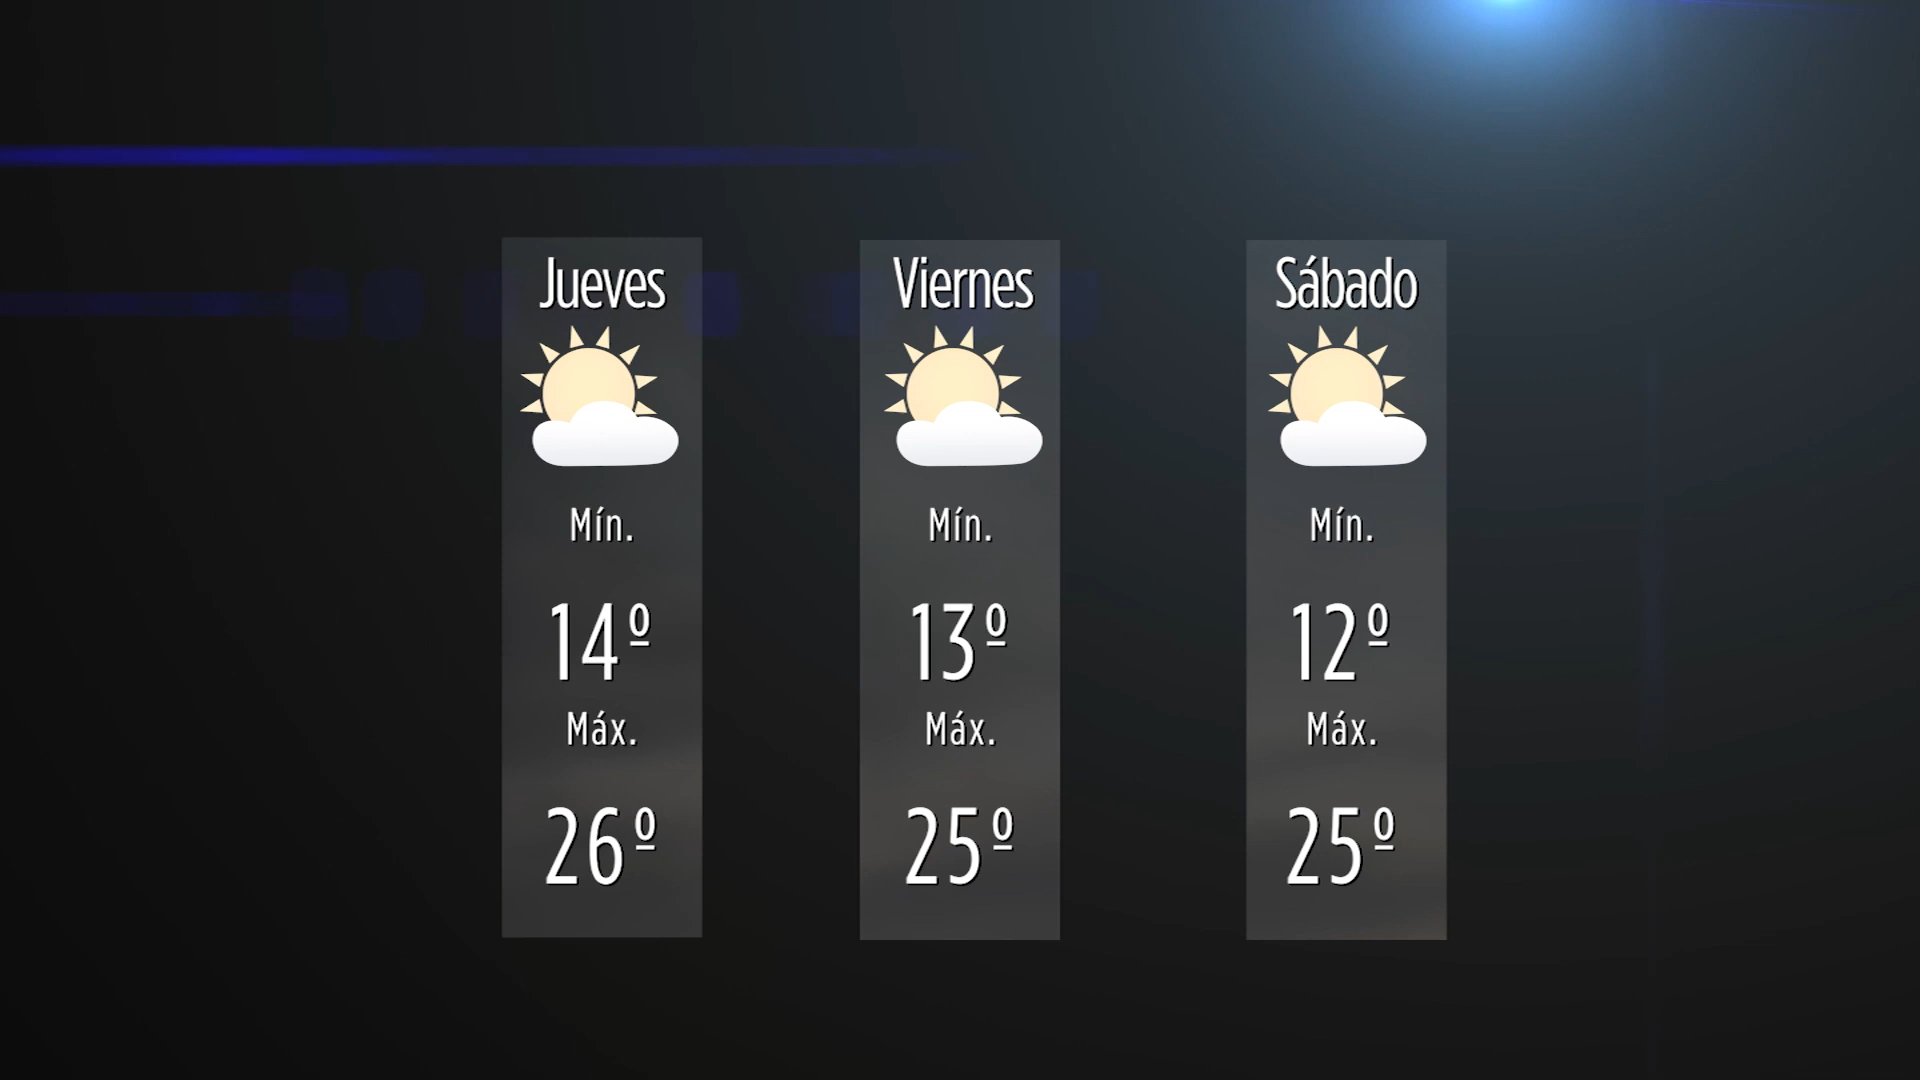 Jueves
Mín.
14º
Máx.
26º
Viernes
Mín.
13º
Máx.
25º
Sábado
Mín.
12º
Máx.
25º